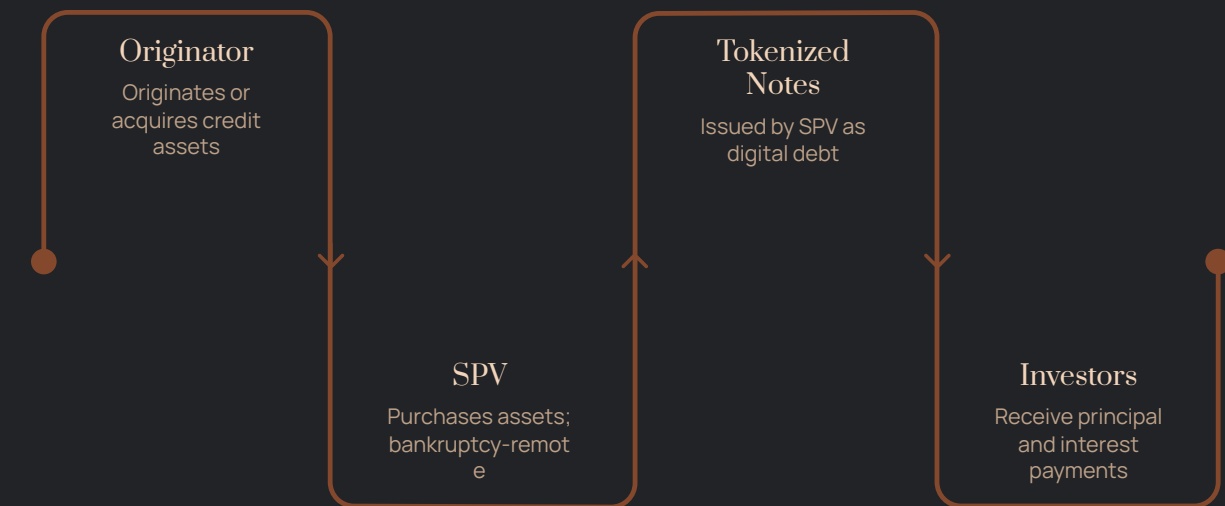 Originator
Originates or
acquires credit
assets
SPV
Purchases assets;
bankruptcy-remot
e
Tokenized
Notes
Issued by SPV as
digital debt
Investors
Receive principal
and interest
payments